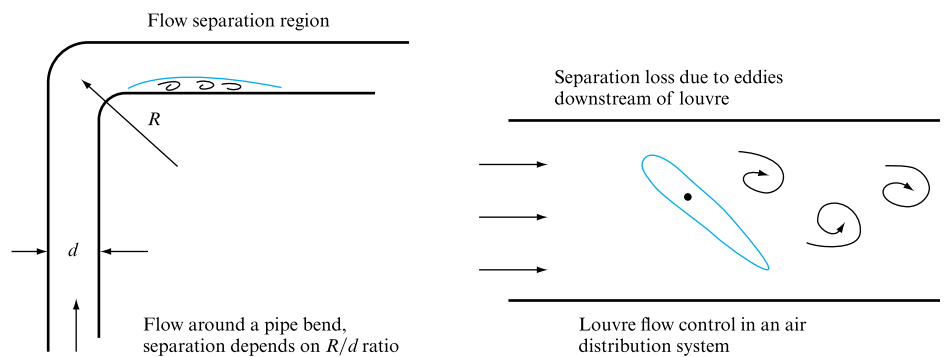 Flow separation region
R
d
Flow around a pipe bend,
separation depends on R/d ratio
Separation loss due to eddies
downstream of louvre
Louvre flow control in an air
distribution system